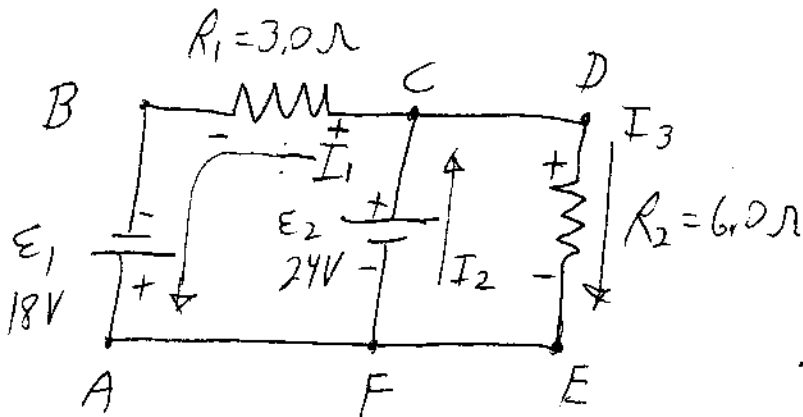 R₁ = 3.0 Ω
B
C
D
- +
I₁
I₃
ε₁
18V
-
+
ε₂
24V
+
-
I₂
+
-
R₂ = 6.0 Ω
A
F
E